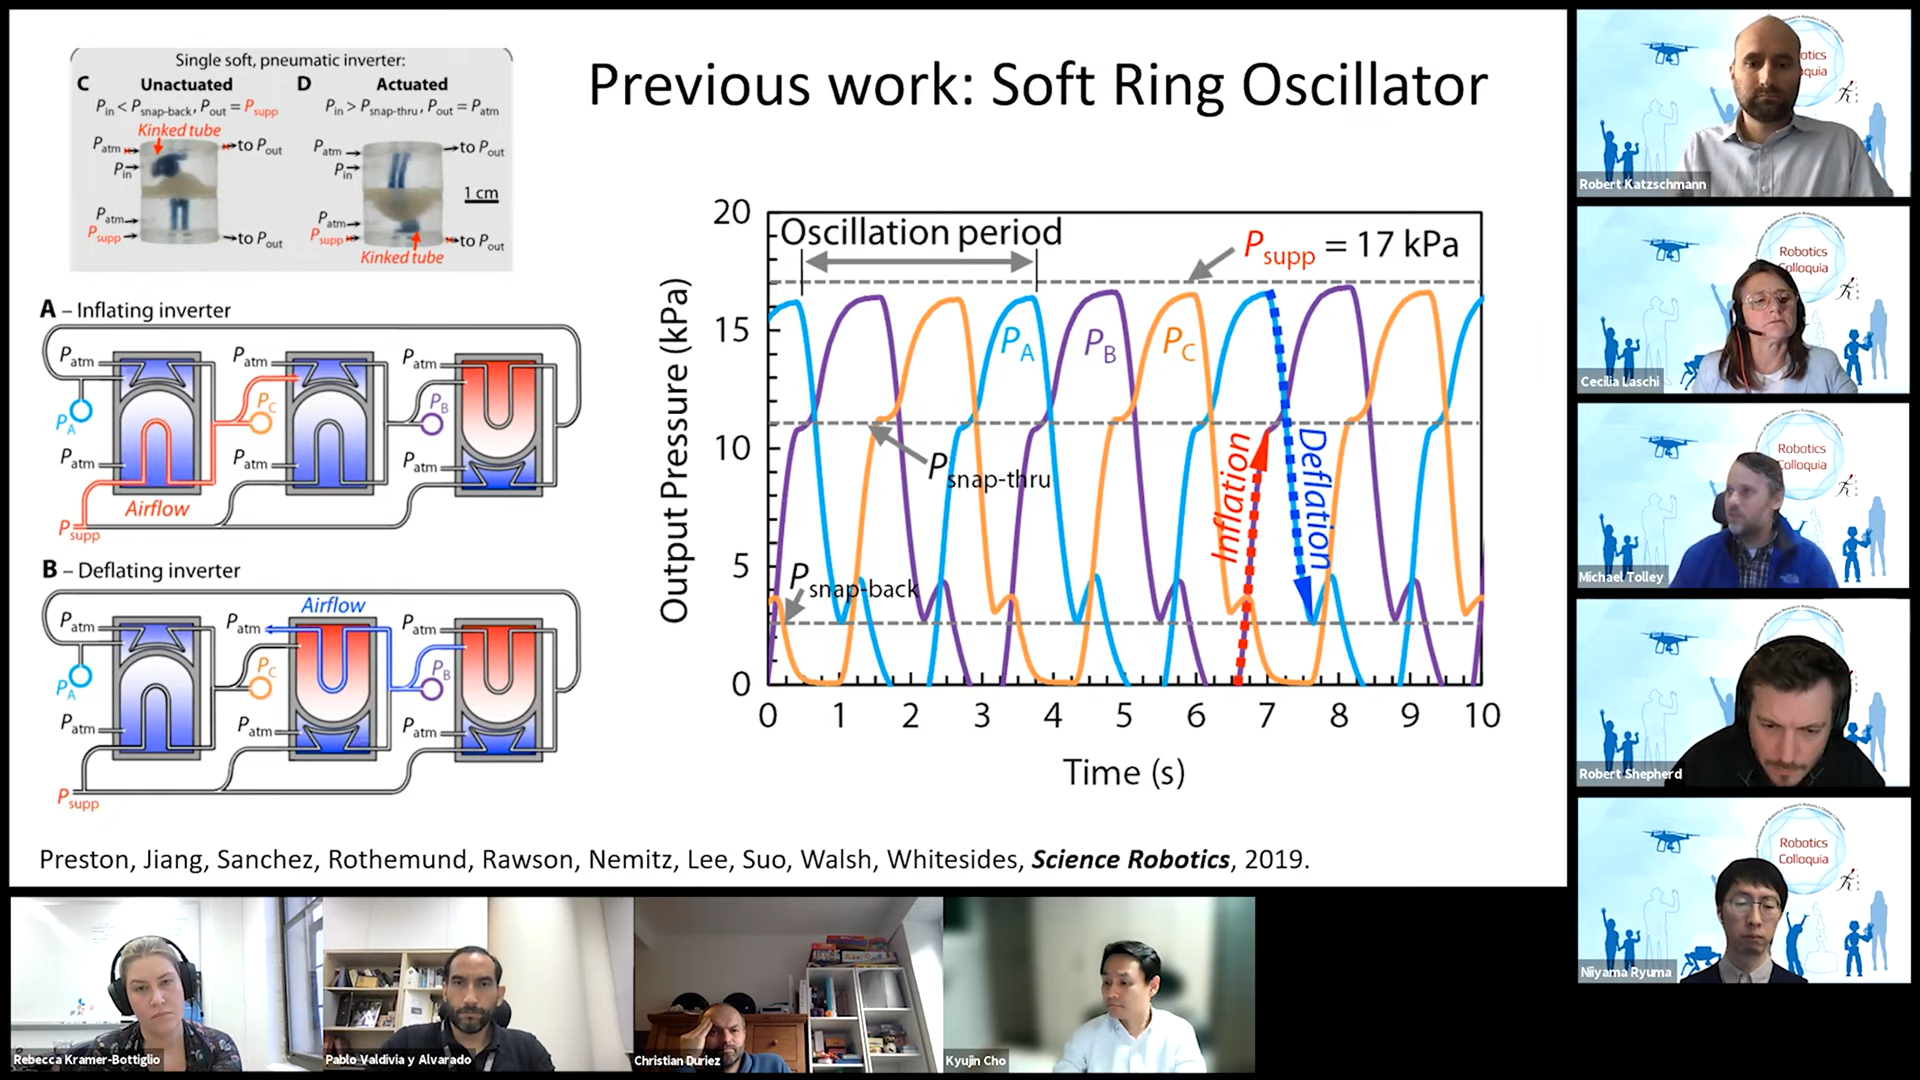 Previous work: Soft Ring Oscillator
Single soft, pneumatic inverter:
C Unactuated
Pin < Psnap-back, Pout = Psupp
Kinked tube
Patm
to Pout
Pin
Patm
Psupp
to Pout
D Actuated
Pin > Psnap-thru, Pout = Patm
Patm
to Pout
Pin
1 cm
Patm
Psupp
to Pout
Kinked tube
A – Inflating inverter
Patm
Patm
Patm
PA
PC
PB
Patm
Patm
Patm
Airflow
Psupp
B – Deflating inverter
Airflow
Patm
Patm
Patm
PA
PC
PB
Patm
Patm
Patm
Psupp
Output Pressure (kPa)
20
15
10
5
0
Oscillation period
Psupp = 17 kPa
PA
PB
PC
Psnap-thru
Inflation
Deflation
Psnap-back
0 1 2 3 4 5 6 7 8 9 10
Time (s)
Preston, Jiang, Sanchez, Rothemund, Rawson, Nemitz, Lee, Suo, Walsh, Whitesides, Science Robotics, 2019.
Robert Katzschmann
Robotics
Colloquia
Cecilia Laschi
Robotics
Colloquia
Michael Tolley
Robert Shepherd
Robotics
Colloquia
Niiyama Ryuma
Rebecca Kramer-Bottiglio
Pablo Valdivia y Alvarado
Christian Duriez
Kyujin Cho